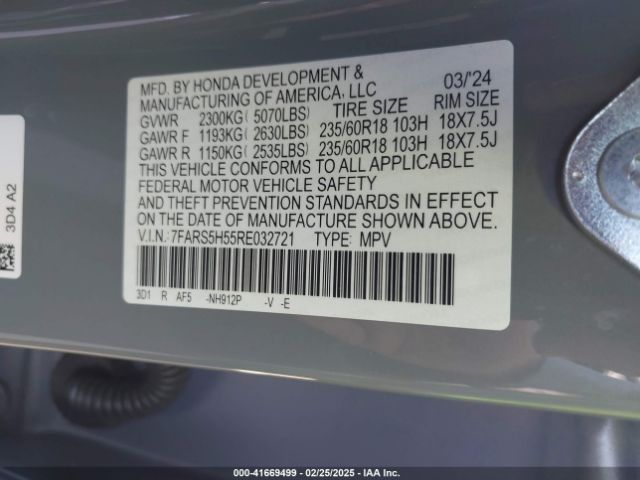 MFD. BY HONDA DEVELOPMENT &
MANUFACTURING OF AMERICA, LLC 03/'24
GVWR 2300KG( 5070LBS) TIRE SIZE RIM SIZE
GAWR F 1193KG( 2630LBS) 235/60R18 103H 18X7.5J
GAWR R 1150KG( 2535LBS) 235/60R18 103H 18X7.5J
THIS VEHICLE CONFORMS TO ALL APPLICABLE
FEDERAL MOTOR VEHICLE SAFETY
AND THEFT PREVENTION STANDARDS IN EFFECT
ON THE DATE OF MANUFACTURE SHOWN ABOVE.
V.I.N.: 7FARS5H55RE032721 TYPE: MPV
3D1 R AF5 -NH912P -V -E
3D4 A2
000-41669499 - 02/25/2025 - IAA Inc.